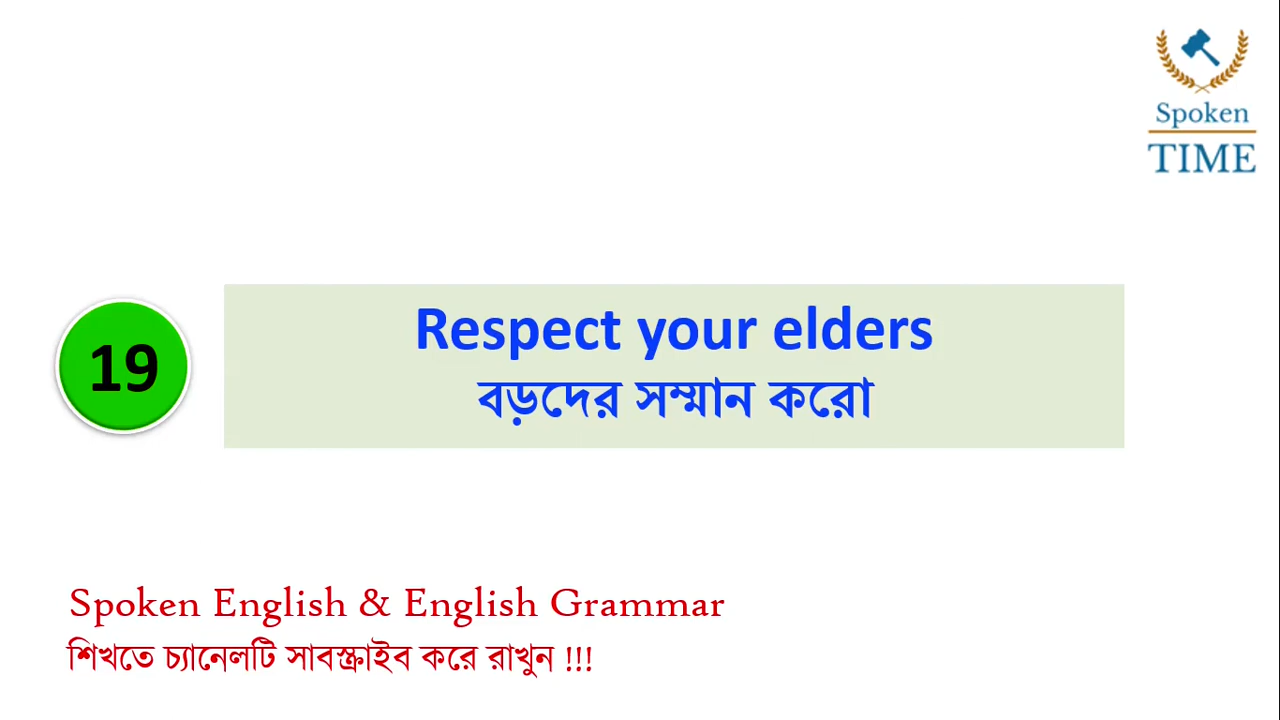 Spoken
TIME
19
Respect your elders
বড়দের সম্মান করো
Spoken English & English Grammar
শিখতে চ্যানেলটি সাবস্ক্রাইব করে রাখুন !!!